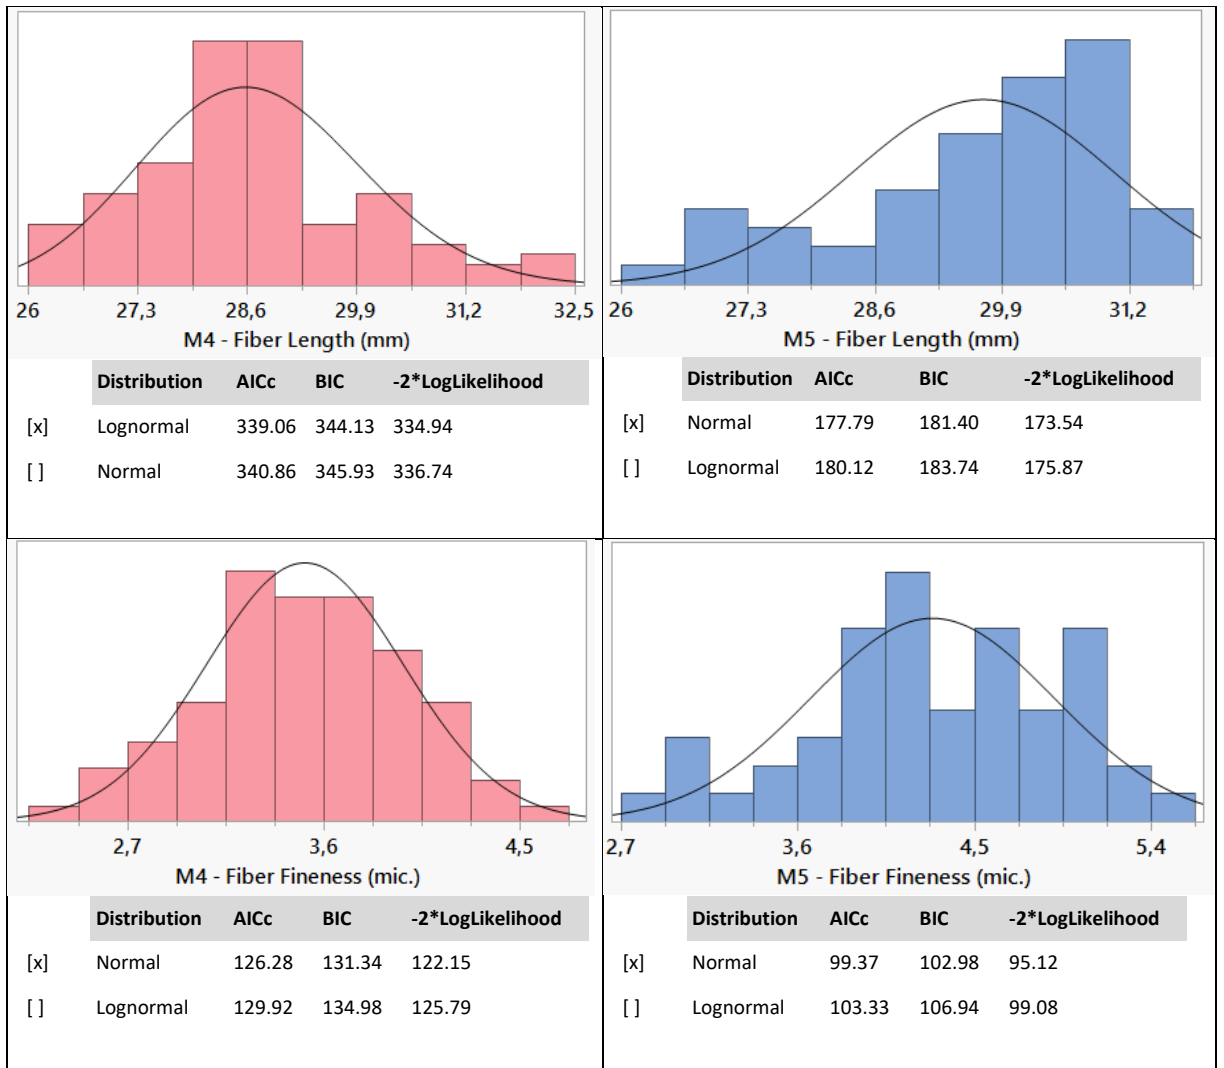 26 27,3 28,6 29,9 31,2 32,5
M4 - Fiber Length (mm)
Distribution AICc BIC -2*LogLikelihood
[x] Lognormal 339.06 344.13 334.94
[ ] Normal 340.86 345.93 336.74
26 27,3 28,6 29,9 31,2
M5 - Fiber Length (mm)
Distribution AICc BIC -2*LogLikelihood
[x] Normal 177.79 181.40 173.54
[ ] Lognormal 180.12 183.74 175.87
2,7 3,6 4,5
M4 - Fiber Fineness (mic.)
Distribution AICc BIC -2*LogLikelihood
[x] Normal 126.28 131.34 122.15
[ ] Lognormal 129.92 134.98 125.79
2,7 3,6 4,5 5,4
M5 - Fiber Fineness (mic.)
Distribution AICc BIC -2*LogLikelihood
[x] Normal 99.37 102.98 95.12
[ ] Lognormal 103.33 106.94 99.08